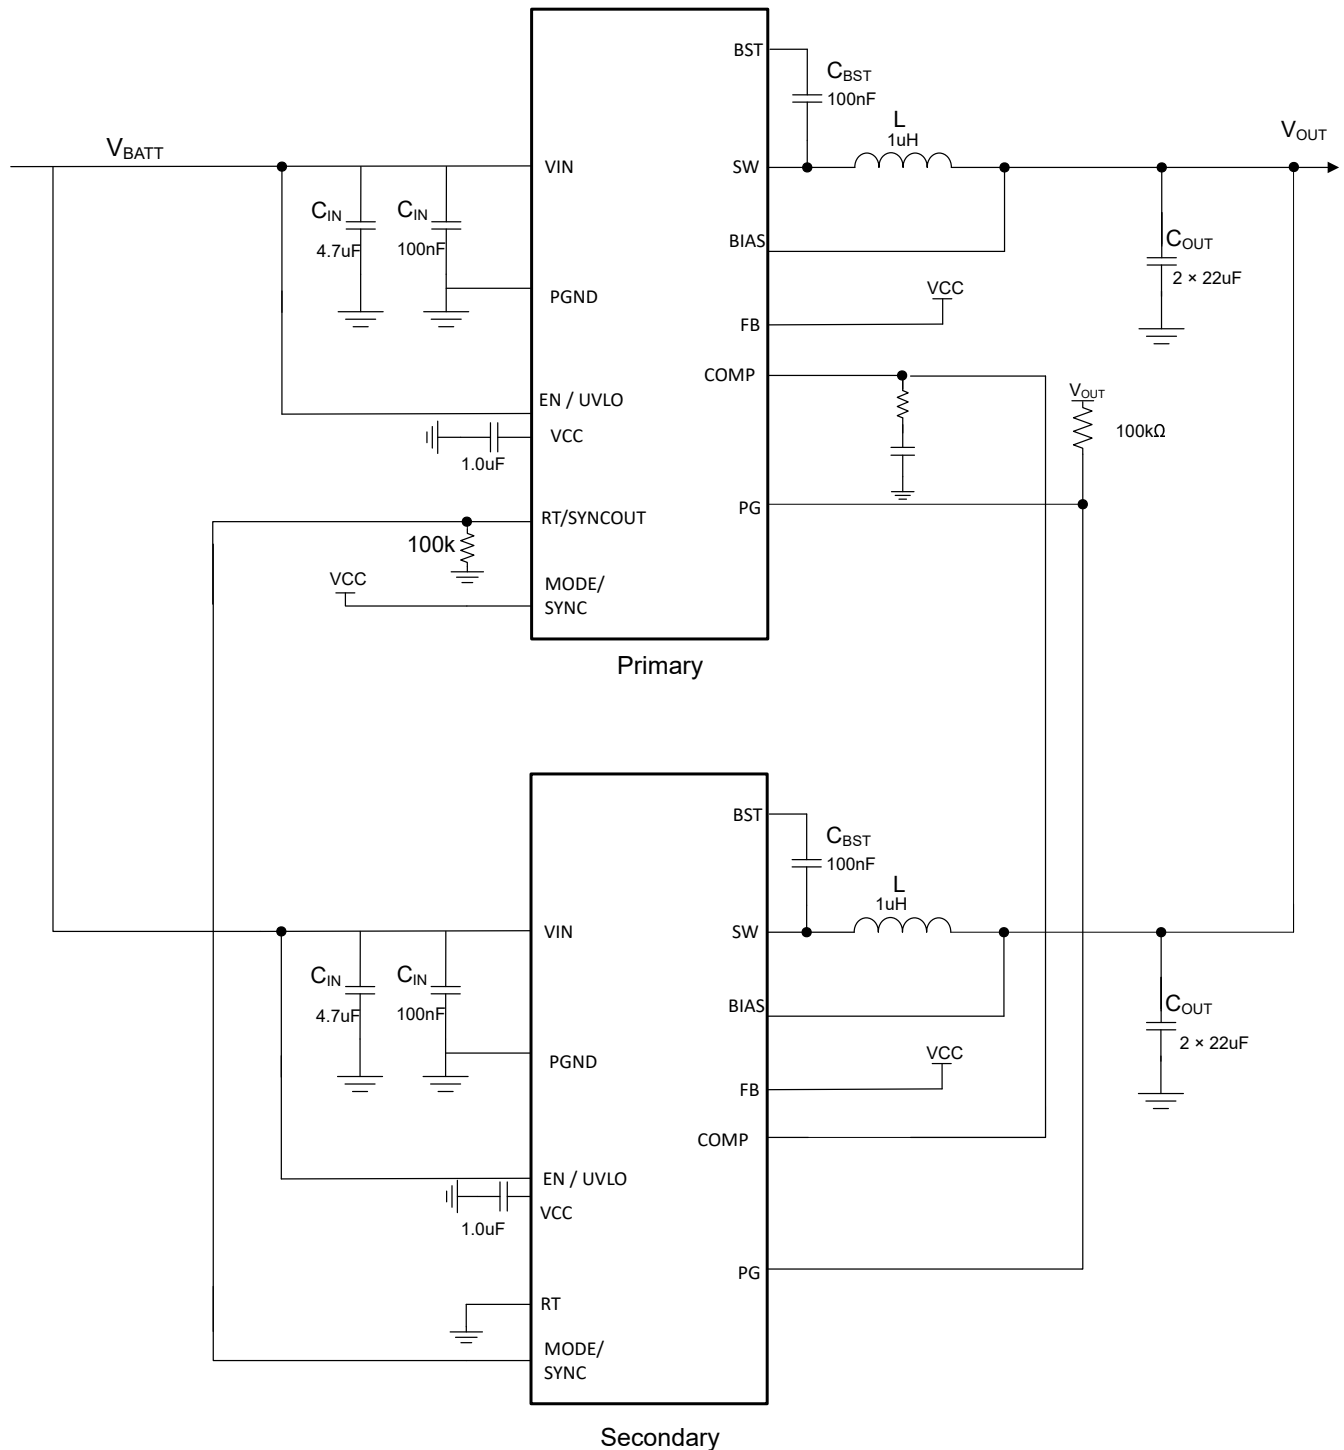 BST
CBST
100nF
L
1uH
VBATT
VOUT
VIN
SW
CIN
4.7uF
CIN
100nF
BIAS
COUT
2 × 22uF
PGND
VCC
FB
COMP
VOUT
100kΩ
EN / UVLO
VCC
1.0uF
PG
RT/SYNCOUT
100k
VCC
MODE/
SYNC
Primary
BST
CBST
100nF
L
1uH
VIN
SW
CIN
4.7uF
CIN
100nF
BIAS
COUT
2 × 22uF
PGND
VCC
FB
COMP
EN / UVLO
VCC
1.0uF
PG
RT
MODE/
SYNC
Secondary